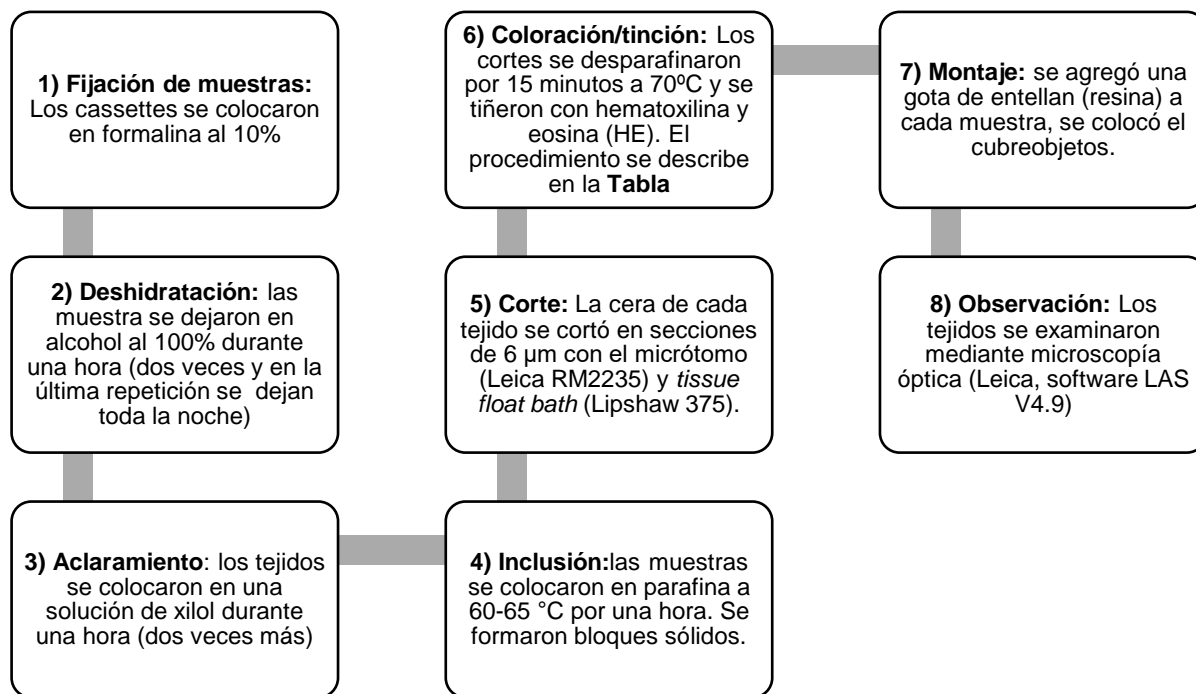 1) Fijación de muestras:
Los cassettes se colocaron
en formalina al 10%
2) Deshidratación: las
muestra se dejaron en
alcohol al 100% durante
una hora (dos veces y en la
última repetición se dejan
toda la noche)
3) Aclaramiento: los tejidos
se colocaron en una
solución de xilol durante
una hora (dos veces más)
4) Inclusión:las muestras
se colocaron en parafina a
60-65 °C por una hora. Se
formaron bloques sólidos.
5) Corte: La cera de cada
tejido se cortó en secciones
de 6 μm con el micrótomo
(Leica RM2235) y tissue
float bath (Lipshaw 375).
6) Coloración/tinción: Los
cortes se desparafinaron
por 15 minutos a 70ºC y se
tiñeron con hematoxilina y
eosina (HE). El
procedimiento se describe
en la Tabla
7) Montaje: se agregó una
gota de entellan (resina) a
cada muestra, se colocó el
cubreobjetos.
8) Observación: Los
tejidos se examinaron
mediante microscopía
óptica (Leica, software LAS
V4.9)